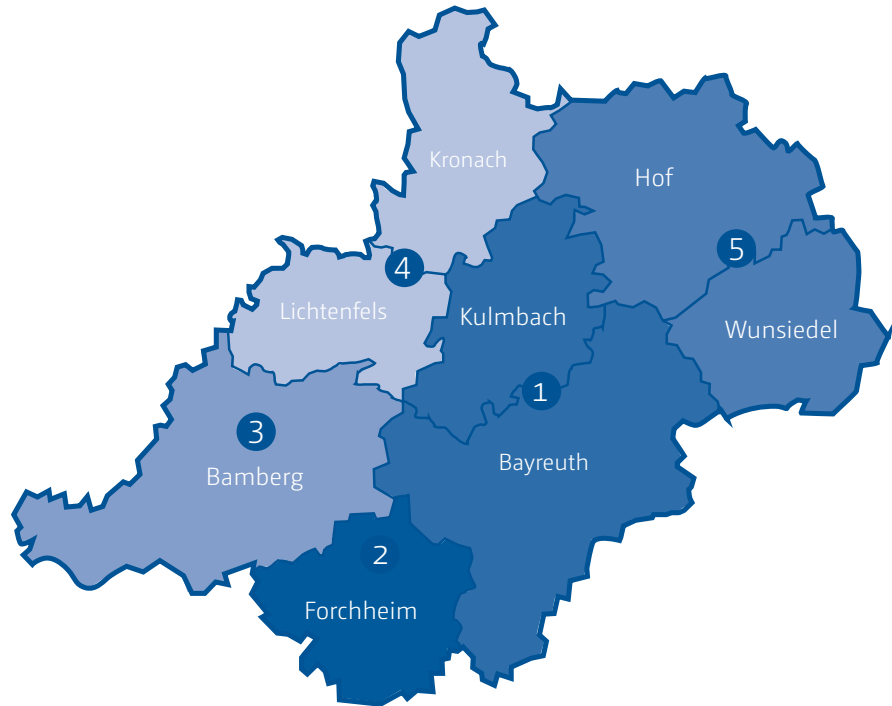 Kronach
Hof
5
4
Lichtenfels
Kulmbach
Wunsiedel
1
3
Bayreuth
Bamberg
2
Forchheim